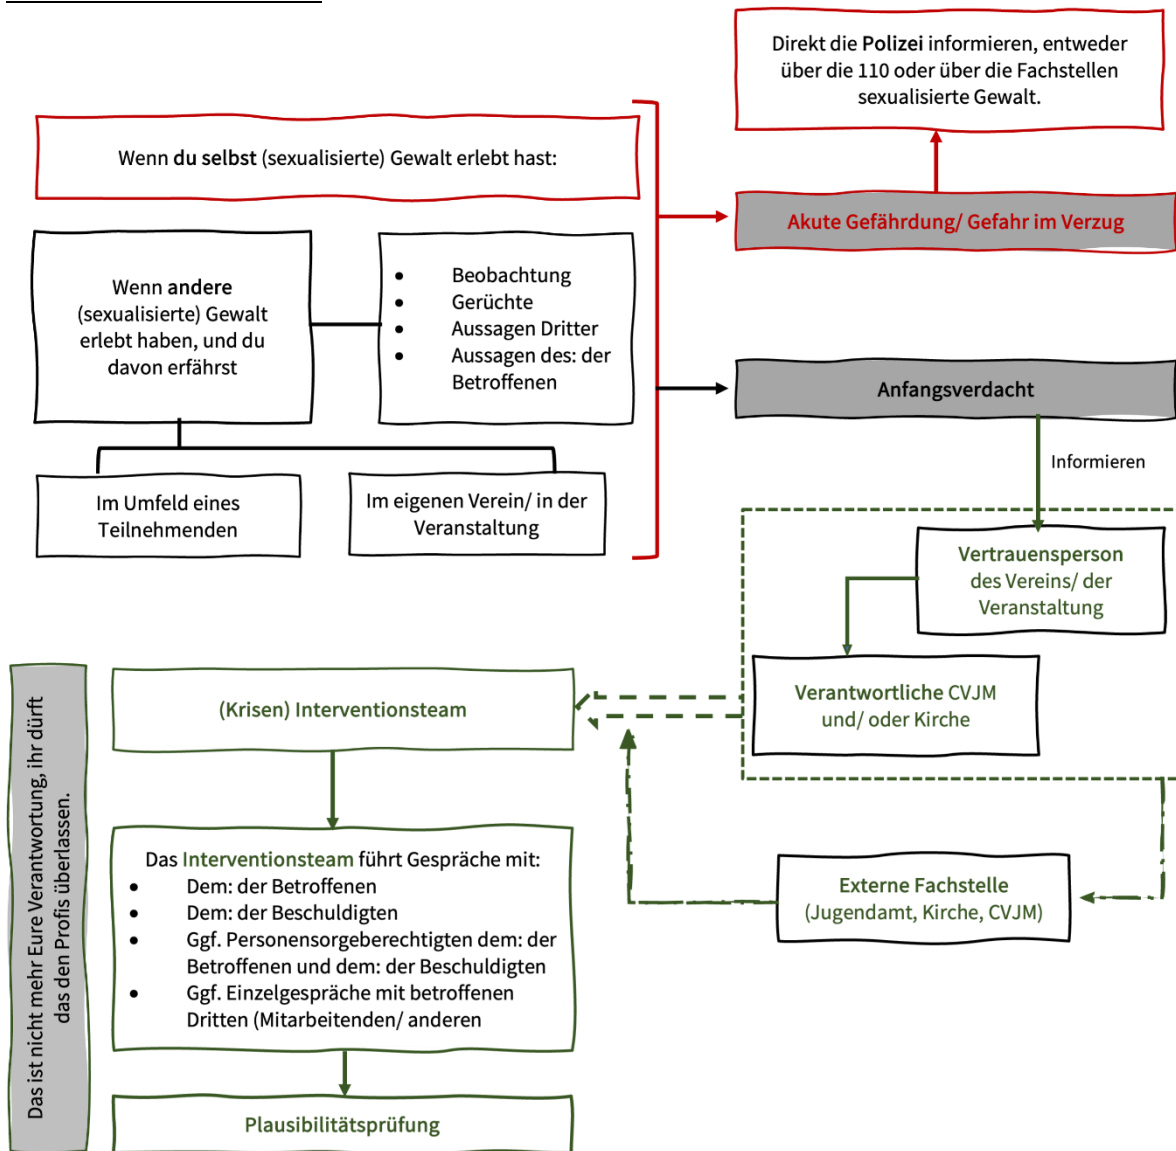 Direkt die Polizei informieren, entweder
über die 110 oder über die Fachstellen
sexualisierte Gewalt.
Wenn du selbst (sexualisierte) Gewalt erlebt hast:
Akute Gefährdung/ Gefahr im Verzug
Wenn andere
(sexualisierte) Gewalt
erlebt haben, und du
davon erfährst
• Beobachtung
• Gerüchte
• Aussagen Dritter
• Aussagen des: der
Betroffenen
Anfangsverdacht
Informieren
Im Umfeld eines
Teilnehmenden
Im eigenen Verein/ in der
Veranstaltung
Vertrauensperson
des Vereins/ der
Veranstaltung
Verantwortliche CVJM
und/ oder Kirche
(Krisen) Interventionsteam
Das ist nicht mehr Eure Verantwortung, ihr dürft
das den Profis überlassen.
Das Interventionsteam führt Gespräche mit:
• Dem: der Betroffenen
• Dem: der Beschuldigten
• Ggf. Personensorgeberechtigten dem: der
Betroffenen und dem: der Beschuldigten
• Ggf. Einzelgespräche mit betroffenen
Dritten (Mitarbeitenden/ anderen
Externe Fachstelle
(Jugendamt, Kirche, CVJM)
Plausibilitätsprüfung